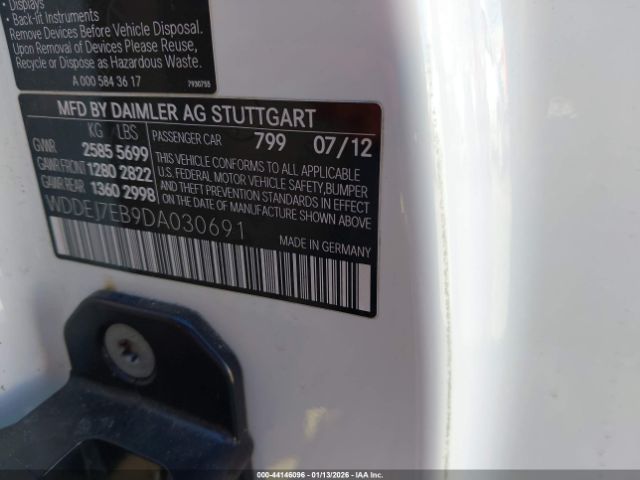 · Displays
· Back-lit Instruments
Remove Devices Before Vehicle Disposal.
Upon Removal of Devices Please Reuse,
Recycle or Dispose as Hazardous Waste.
A 000 584 36 17 7930755
MFD BY DAIMLER AG STUTTGART
KG LBS PASSENGER CAR 799 07/12
GVWR 2585 5699
GAWR FRONT 1280 2822
GAWR REAR 1360 2998
THIS VEHICLE CONFORMS TO ALL APPLICABLE
U.S. FEDERAL MOTOR VEHICLE SAFETY, BUMPER
AND THEFT PREVENTION STANDARDS IN EFFECT
ON THE DATE OF MANUFACTURE SHOWN ABOVE.
WDDEJ7EB9DA030691
MADE IN GERMANY
000-44146096 - 01/13/2026 - IAAI.COM